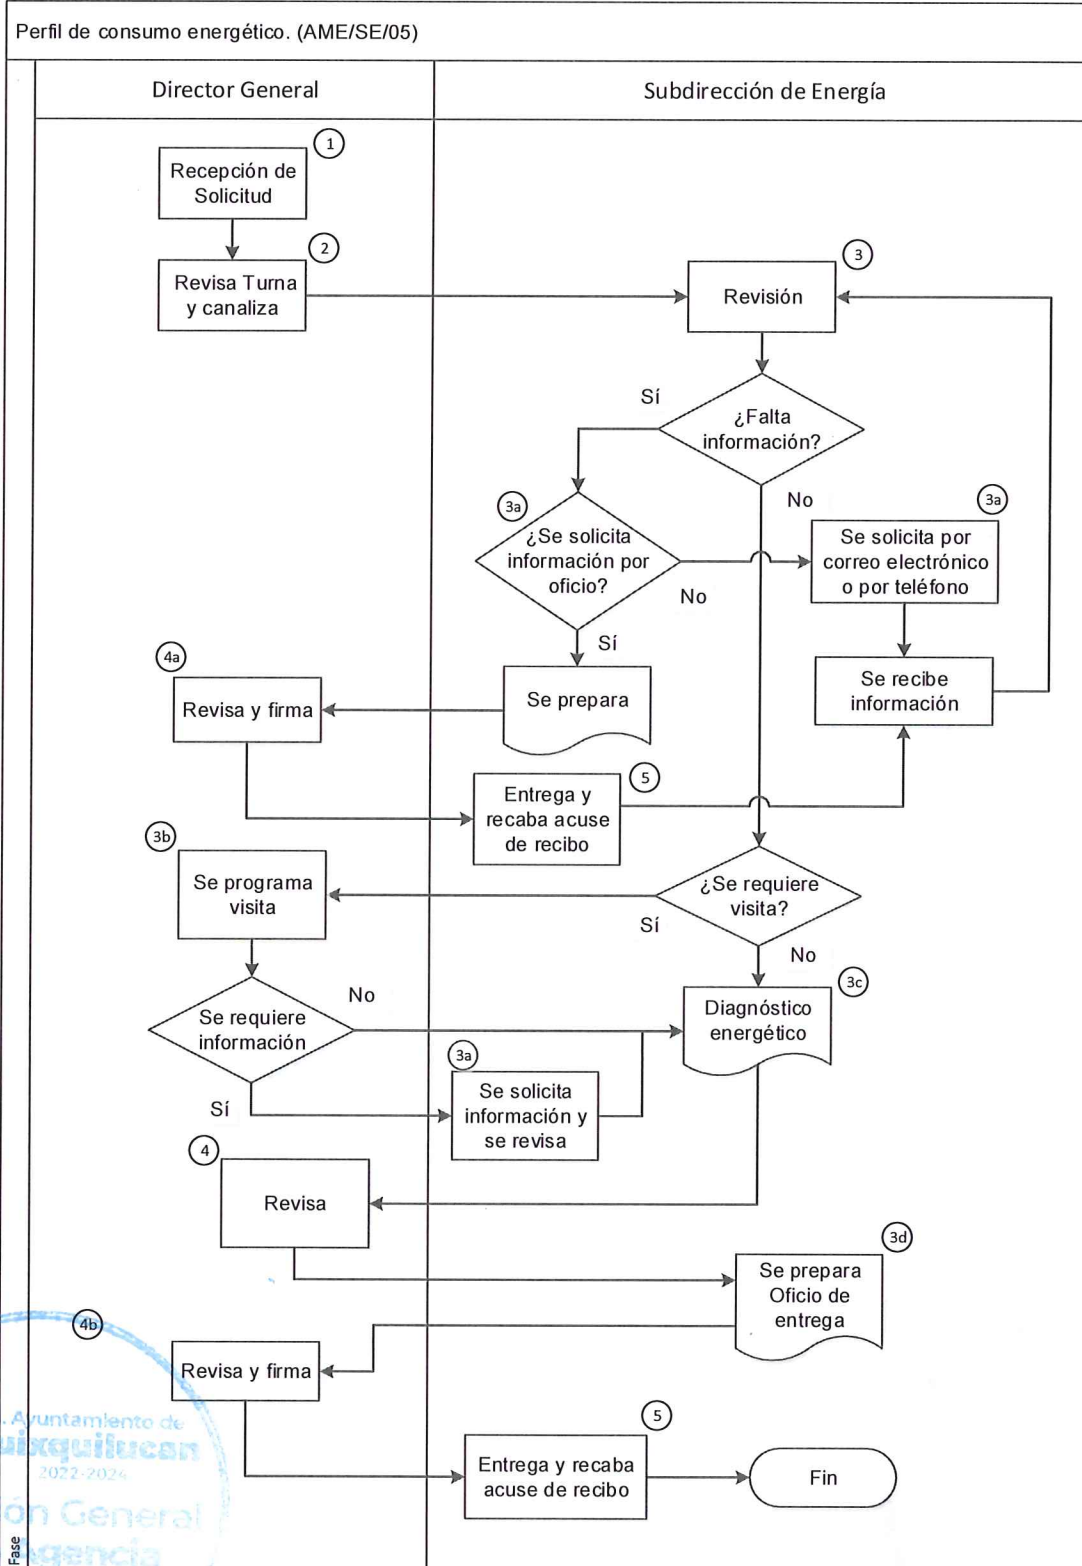 Perfil de consumo energético. (AME/SE/05)
Director General
Subdirección de Energía
1
Recepción de
Solicitud
2
Revisa Turna
y canaliza
3
Revisión
Sí
¿Falta
información?
No
3a
¿Se solicita
información por
oficio?
No
3a
Se solicita por
correo electrónico
o por teléfono
Sí
4a
Revisa y firma
Se prepara
Se recibe
información
5
Entrega y
recaba acuse
de recibo
3b
Se programa
visita
¿Se requiere
visita?
Sí
No
Se requiere
información
No
3c
Diagnóstico
energético
Sí
3a
Se solicita
información y
se revisa
4
Revisa
3d
Se prepara
Oficio de
entrega
4b
Revisa y firma
5
Entrega y recaba
acuse de recibo
Fin
Ayuntamiento de
uixquilucan
2022-2024
ón General
Agencia
Fase